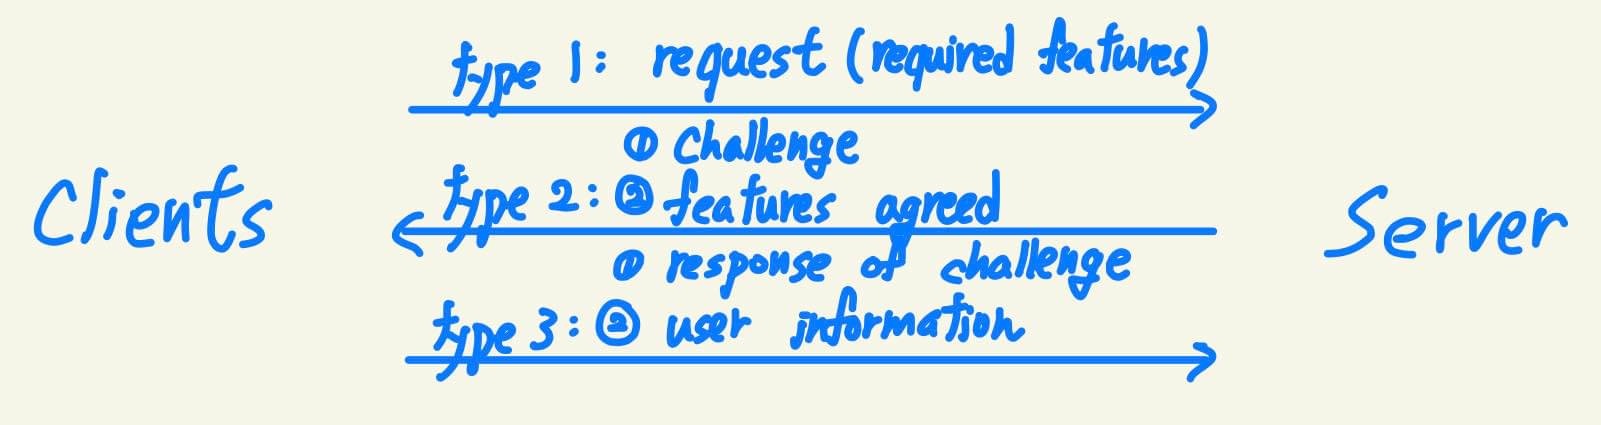 type 1: request (required features)
① Challenge
Clients
type 2: ② features agreed
Server
① response of challenge
type 3: ② user information